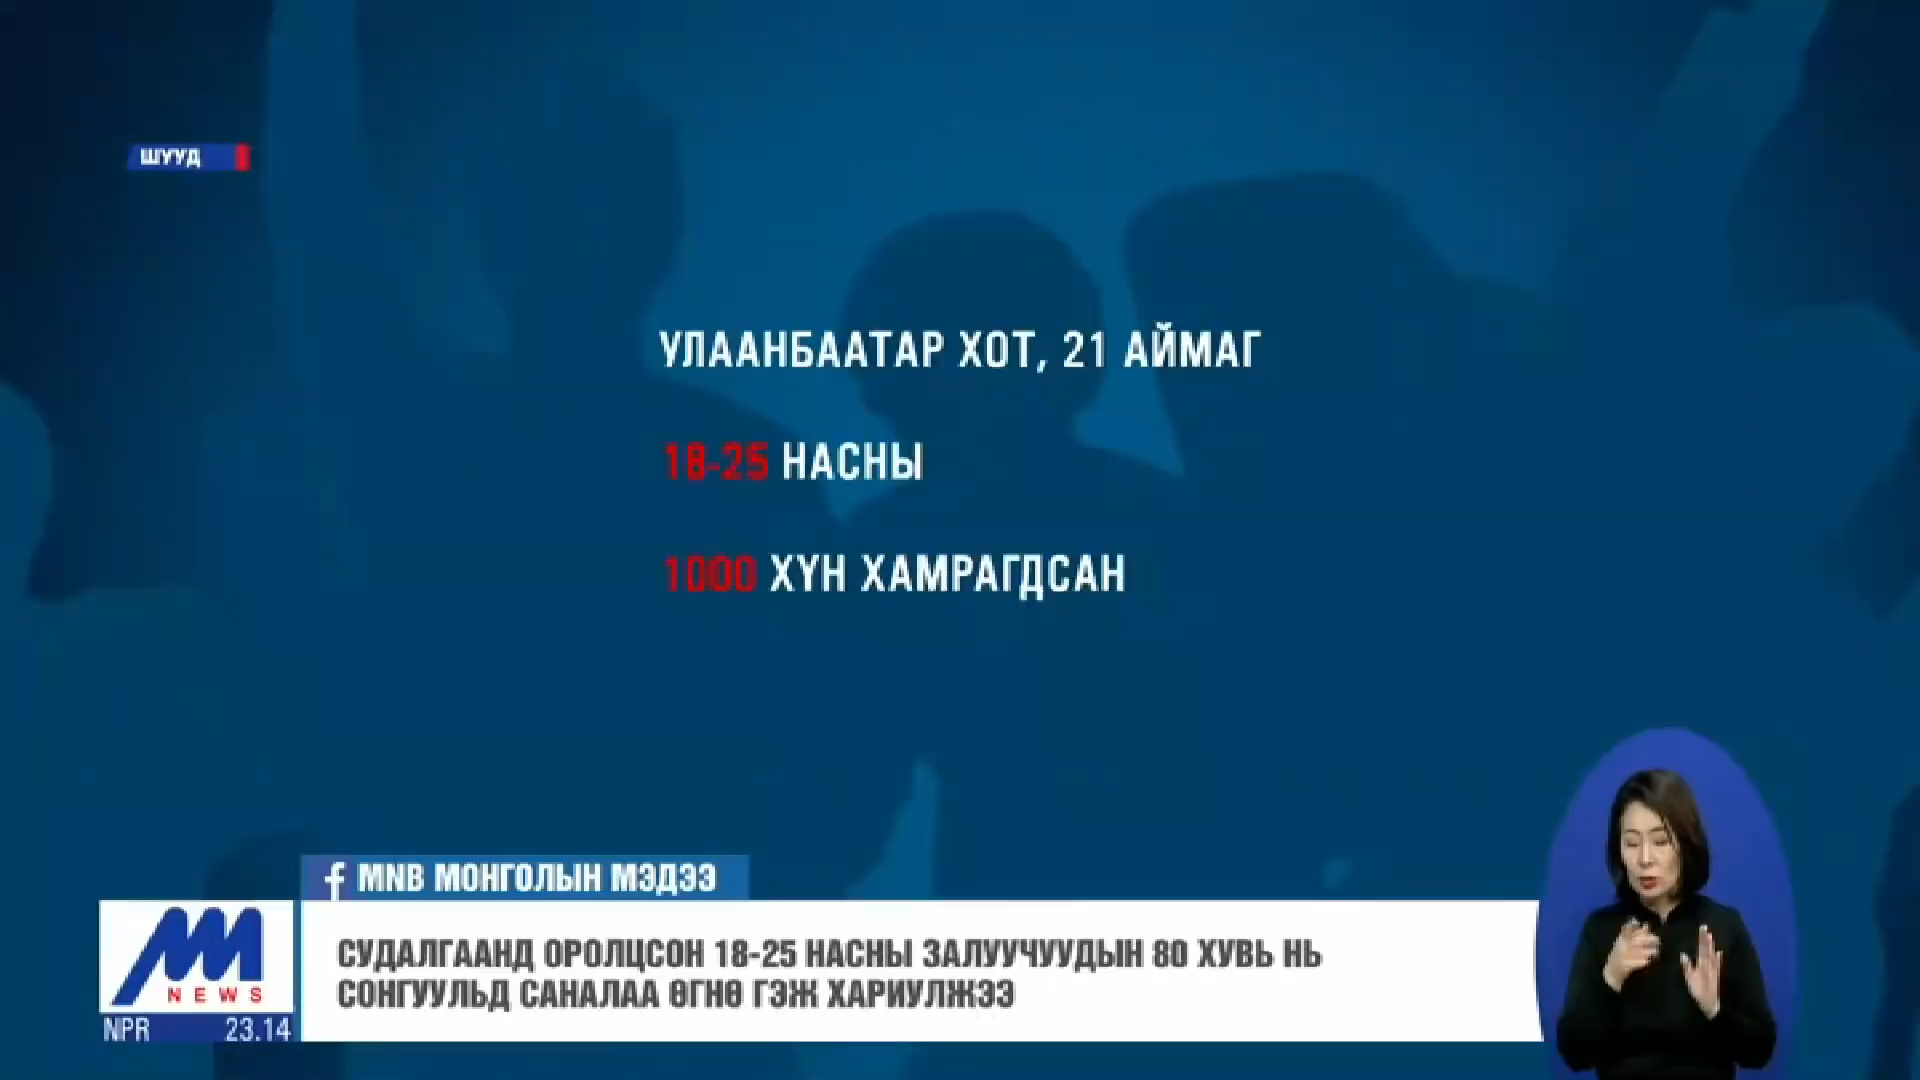 ШУУД
УЛААНБААТАР ХОТ, 21 АЙМАГ
18-25 НАСНЫ
1000 ХҮН ХАМРАГДСАН
f MNB МОНГОЛЫН МЭДЭЭ
СУДАЛГААНД ОРОЛЦСОН 18-25 НАСНЫ ЗАЛУУЧУУДЫН 80 ХУВЬ НЬ
СОНГУУЛЬД САНАЛАА ӨГНӨ ГЭЖ ХАРИУЛЖЭЭ
NEWS
NPR 23.14